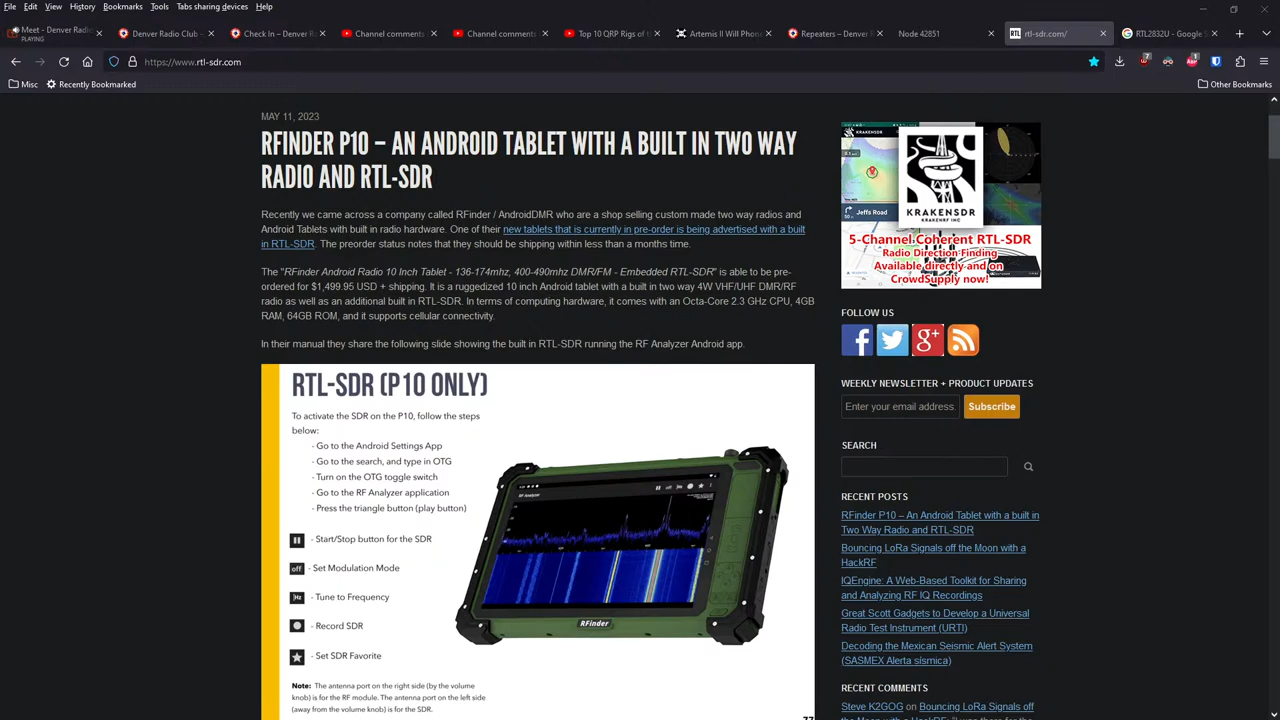 File Edit View History Bookmarks Tools Tabs sharing devices Help
Meet - Denver Radi
PLAYING
Denver Radio Club -
Check In – Denver R
Channel comments
Channel comments
Top 10 QRP Rigs of t
Artemis II Will Phon
Repeaters – Denver R
Node 42851
RTL rtl-sdr.com/
RTL2832U - Google S
https://www.rtl-sdr.com
Misc Recently Bookmarked Other Bookmarks
MAY 11, 2023
RFINDER P10 – AN ANDROID TABLET WITH A BUILT IN TWO WAY
RADIO AND RTL-SDR
Recently we came across a company called RFinder / AndroidDMR who are a shop selling custom made two way radios and
Android Tablets with built in radio hardware. One of their new tablets that is currently in pre-order is being advertised with a built
in RTL-SDR. The preorder status notes that they should be shipping within less than a months time.
The "RFinder Android Radio 10 Inch Tablet - 136-174mhz, 400-490mhz DMR/FM - Embedded RTL-SDR" is able to be pre-
ordered for $1,499.95 USD + shipping. It is a ruggedized 10 inch Android tablet with a built in two way 4W VHF/UHF DMR/RF
radio as well as an additional built in RTL-SDR. In terms of computing hardware, it comes with an Octa-Core 2.3 GHz CPU, 4GB
RAM, 64GB ROM, and it supports cellular connectivity.
In their manual they share the following slide showing the built in RTL-SDR running the RF Analyzer Android app.
RTL-SDR (P10 ONLY)
To activate the SDR on the P10, follow the steps
below:
- Go to the Android Settings App
- Go to the search, and type in OTG
- Turn on the OTG toggle switch
- Go to the RF Analyzer application
- Press the triangle button (play button)
- Start/Stop button for the SDR
off - Set Modulation Mode
Hz - Tune to Frequency
- Record SDR
- Set SDR Favorite
Note: The antenna port on the right side (by the volume
knob) is for the RF module. The antenna port on the left side
(away from the volume knob) is for the SDR.
RFinder
77
Jeffs Road
KRAKENSDR
KRAKENRF INC
5-Channel Coherent RTL-SDR
Radio Direction Finding
Available directly and on
CrowdSupply now!
FOLLOW US
WEEKLY NEWSLETTER + PRODUCT UPDATES
Enter your email address. Subscribe
SEARCH
RECENT POSTS
RFinder P10 – An Android Tablet with a built in
Two Way Radio and RTL-SDR
Bouncing LoRa Signals off the Moon with a
HackRF
IQEngine: A Web-Based Toolkit for Sharing
and Analyzing RF IQ Recordings
Great Scott Gadgets to Develop a Universal
Radio Test Instrument (URTI)
Decoding the Mexican Seismic Alert System
(SASMEX Alerta sísmica)
RECENT COMMENTS
Steve K2GOG on Bouncing LoRa Signals off